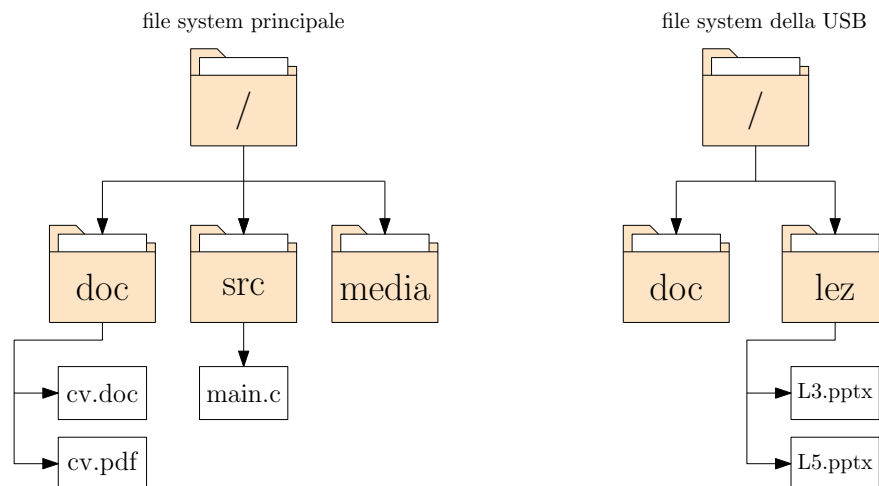 file system principale
file system della USB
/
/
doc
src
media
doc
lez
cv.doc
main.c
L3.pptx
cv.pdf
L5.pptx